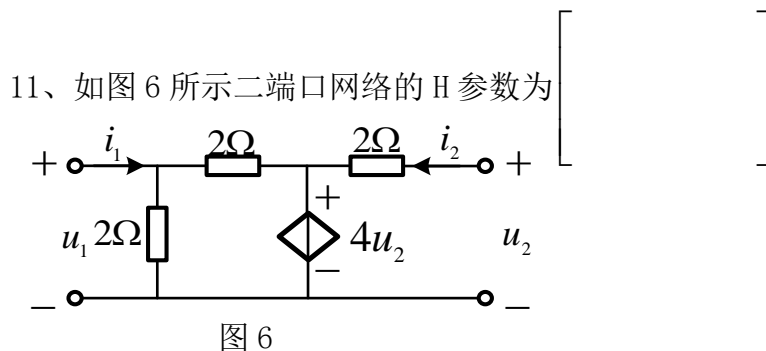 11、如图6所示二端口网络的H参数为
+ i₁ 2Ω 2Ω i₂ +
+
u₁ 2Ω 4u₂ u₂
−
− −
图6